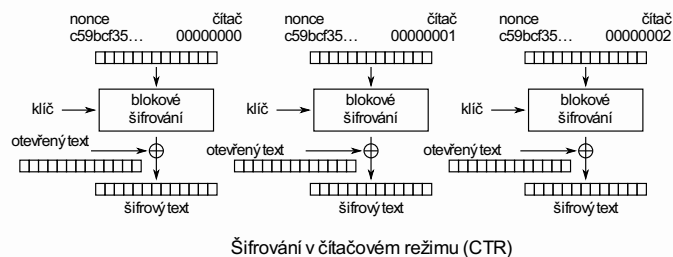 nonce čítač
c59bcf35... 00000000
klíč
blokové
šifrování
otevřený text
šifrový text
nonce čítač
c59bcf35... 00000001
klíč
blokové
šifrování
otevřený text
šifrový text
nonce čítač
c59bcf35... 00000002
klíč
blokové
šifrování
otevřený text
šifrový text
Šifrování v čítačovém režimu (CTR)